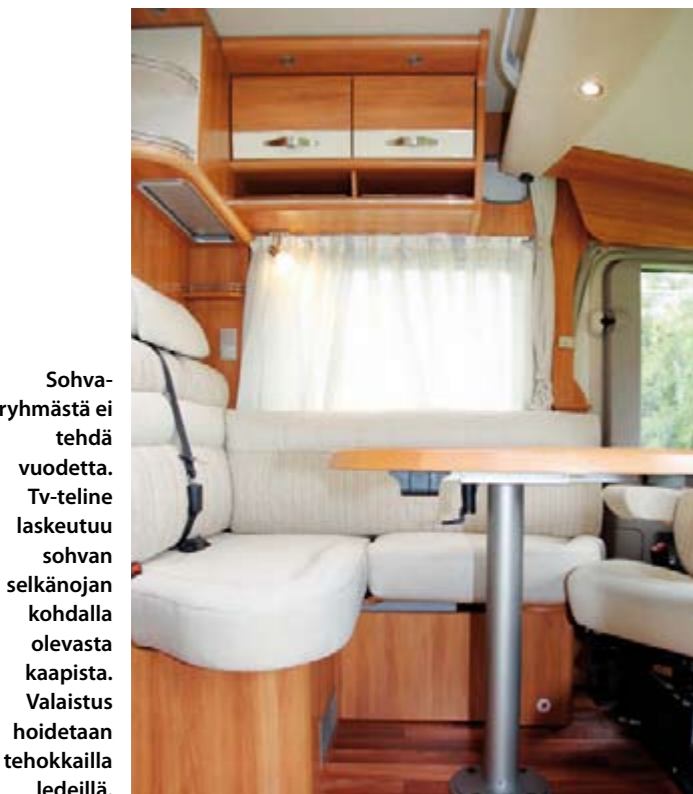 Sohva-
ryhmästä ei
tehdä
vuodetta.
Tv-teline
laskeutuu
sohvan
selkänojan
kohdalla
olevasta
kaapista.
Valaistus
hoidetaan
tehokkailla
ledeillä.